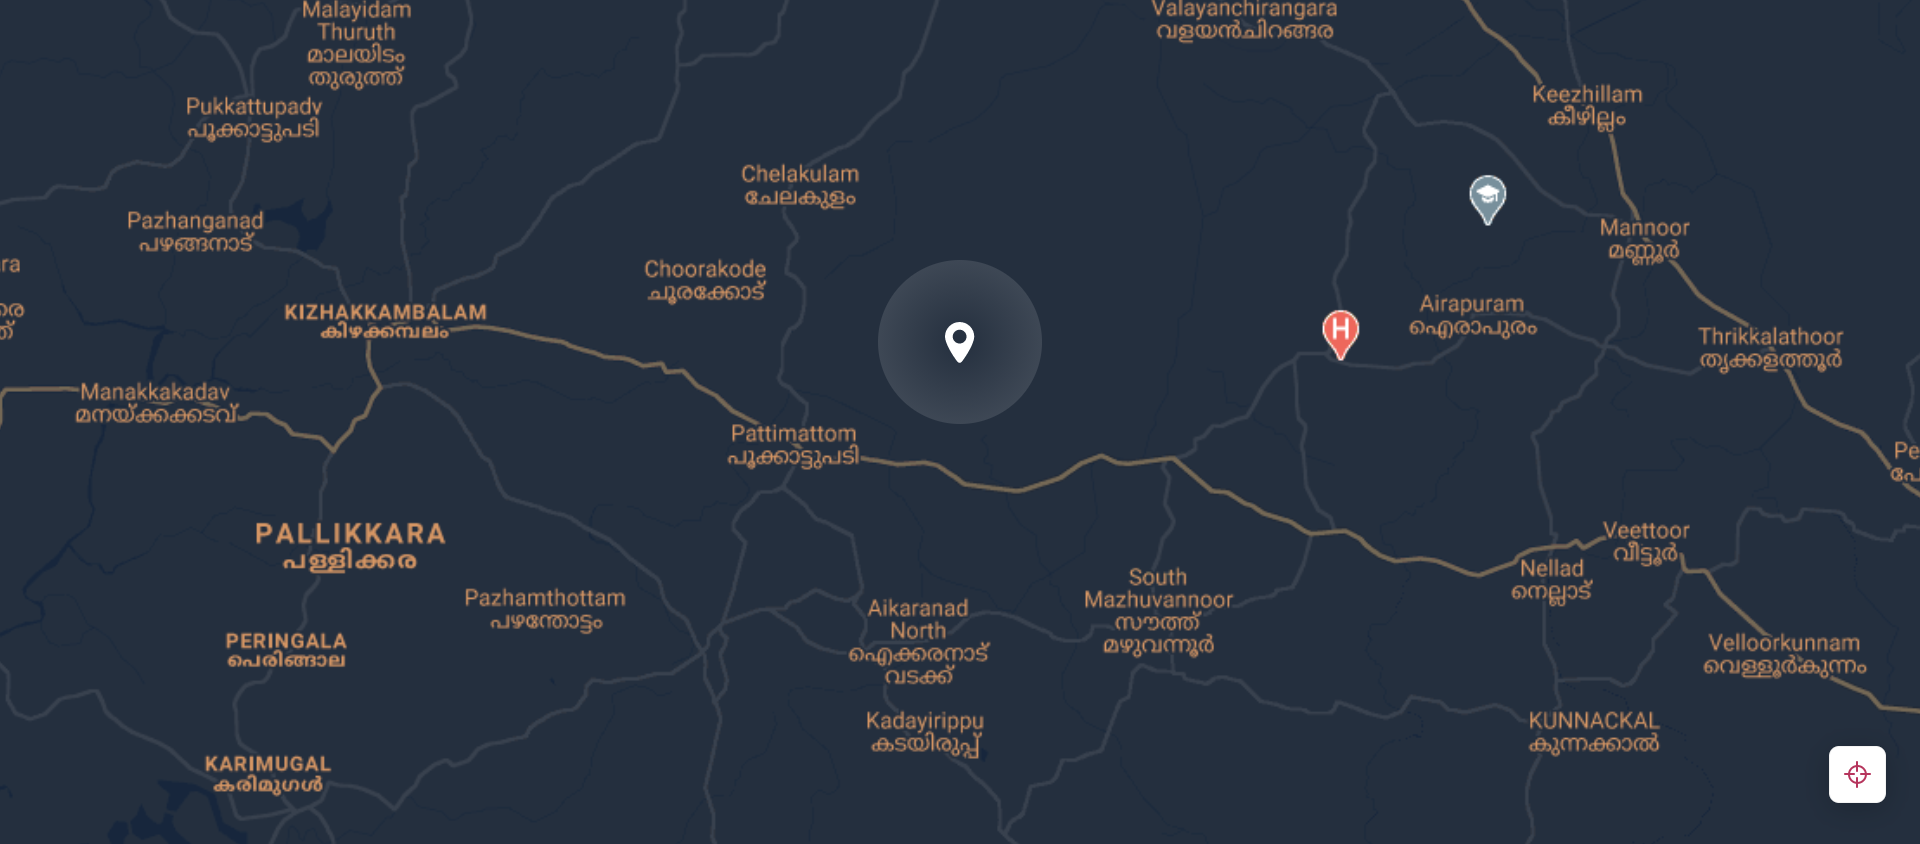 Malayidam
Thuruth
മാലയിടം
തുരുത്ത്
Valayanchirangara
വളയൻചിറങ്ങര
Keezhillam
കീഴില്ലം
Pukkattupady
പൂക്കാട്ടുപടി
Chelakulam
ചേലകുളം
Pazhanganad
പഴങ്ങനാട്
Mannoor
മണ്ണൂർ
ra
രെ
ത്
Choorakode
ചൂരക്കോട്
KIZHAKKAMBALAM
കിഴക്കമ്പലം
H
Airapuram
ഐരാപുരം
Thrikkalathoor
തൃക്കളത്തൂർ
Manakkakadav
മനയ്ക്കക്കടവ്
Pattimattom
പൂക്കാട്ടുപടി
Pe
പേ
PALLIKKARA
പള്ളിക്കര
Veettoor
വീട്ടൂർ
Nellad
നെല്ലാട്
South
Mazhuvannoor
സൗത്ത്
മഴുവന്നൂർ
Pazhamthottam
പഴന്തോട്ടം
Aikaranad
North
ഐക്കരനാട്
വടക്ക്
PERINGALA
പെരിങ്ങാല
Velloorkunnam
വെള്ളൂർകുന്നം
Kadayirippu
കടയിരുപ്പ്
KUNNACKAL
കുന്നക്കാൽ
KARIMUGAL
കരിമുഗൾ